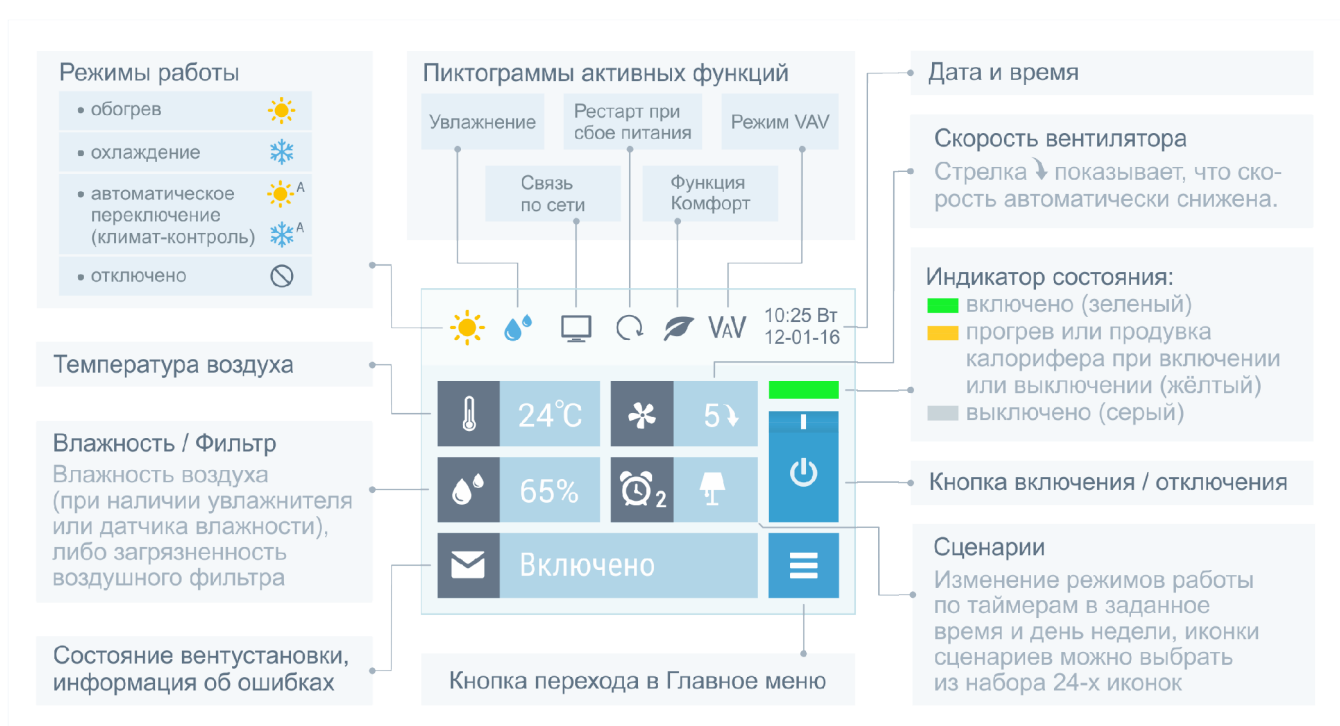 Режимы работы
• обогрев
• охлаждение
• автоматическое
переключение
(климат-контроль)
A
A
• отключено
Пиктограммы активных функций
Увлажнение
Рестарт при
сбое питания
Режим VAV
Связь
по сети
Функция
Комфорт
Дата и время
Скорость вентилятора
Стрелка показывает, что ско-
рость автоматически снижена.
Индикатор состояния:
включено (зеленый)
прогрев или продувка
калорифера при включении
или выключении (жёлтый)
выключено (серый)
Кнопка включения / отключения
Сценарии
Изменение режимов работы
по таймерам в заданное
время и день недели, иконки
сценариев можно выбрать
из набора 24-х иконок
Температура воздуха
Влажность / Фильтр
Влажность воздуха
(при наличии увлажнителя
или датчика влажности),
либо загрязненность
воздушного фильтра
Состояние вентустановки,
информация об ошибках
VAV
10:25 Вт
12-01-16
24°C
5
65%
2
Включено
Кнопка перехода в Главное меню